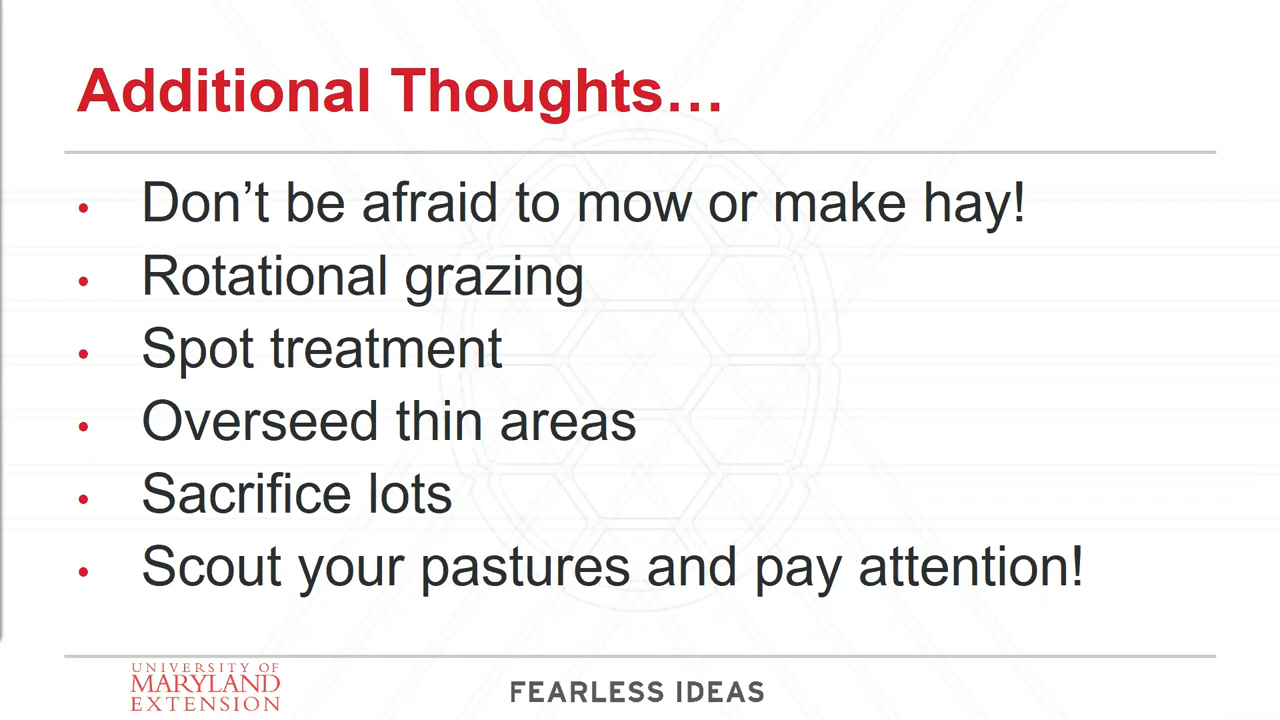 Additional Thoughts…
• Don’t be afraid to mow or make hay!
• Rotational grazing
• Spot treatment
• Overseed thin areas
• Sacrifice lots
• Scout your pastures and pay attention!
UNIVERSITY OF
MARYLAND
EXTENSION
FEARLESS IDEAS